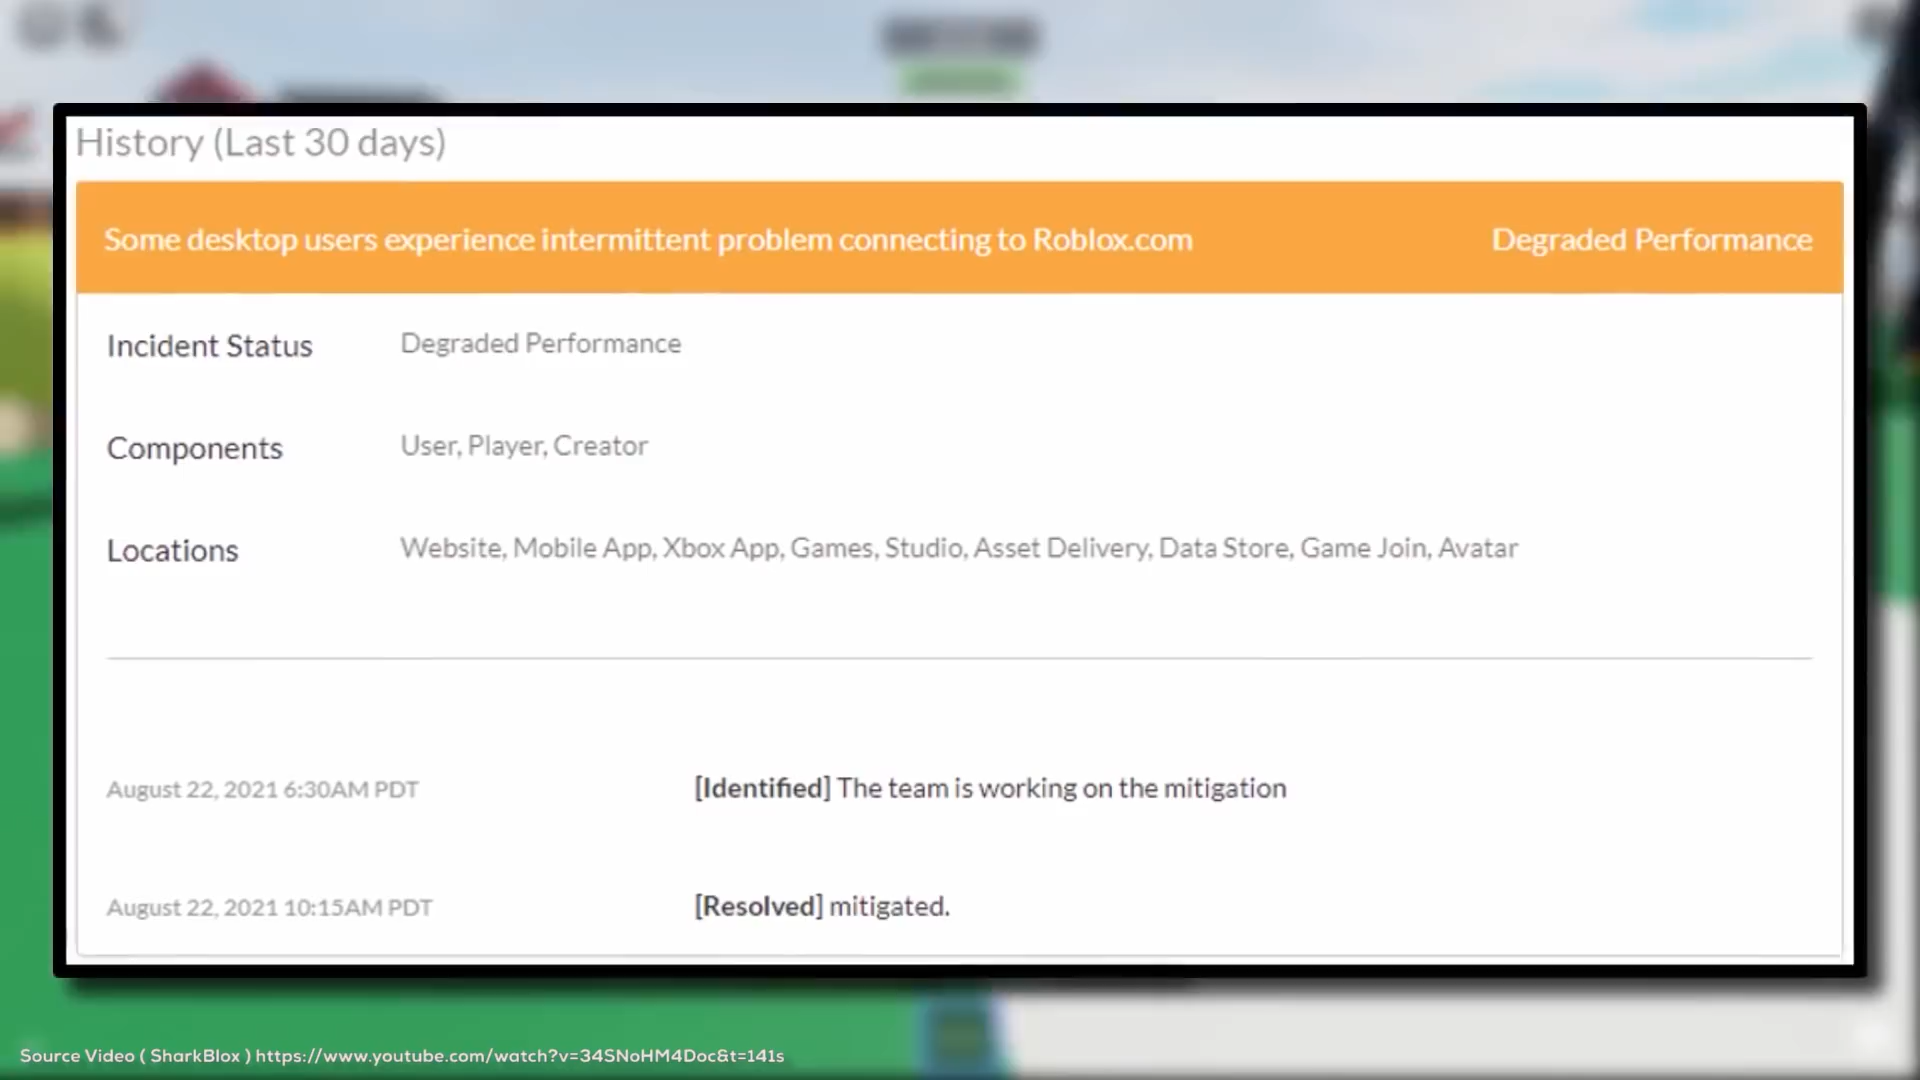 History (Last 30 days)
Some desktop users experience intermittent problem connecting to Roblox.com
Degraded Performance
Incident Status
Degraded Performance
Components
User, Player, Creator
Locations
Website, Mobile App, Xbox App, Games, Studio, Asset Delivery, Data Store, Game Join, Avatar
August 22, 2021 6:30AM PDT
[Identified] The team is working on the mitigation
August 22, 2021 10:15AM PDT
[Resolved] mitigated.
Source Video ( SharkBlox ) https://www.youtube.com/watch?v=34SNoHM4Doc&t=141s